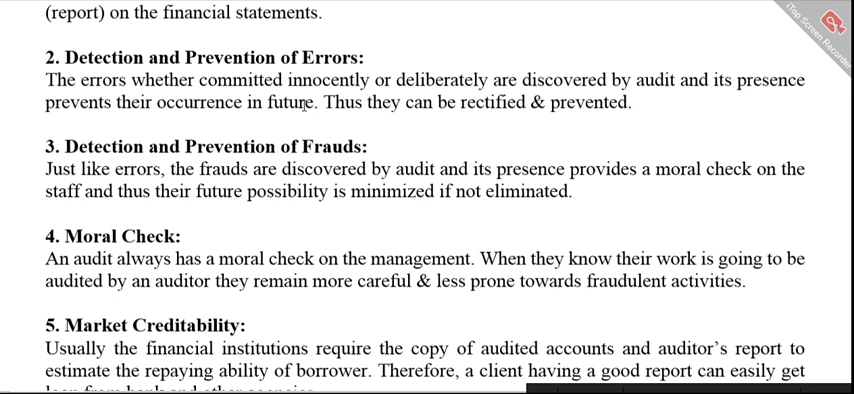 (report) on the financial statements.
2. Detection and Prevention of Errors:
The errors whether committed innocently or deliberately are discovered by audit and its presence
prevents their occurrence in future. Thus they can be rectified & prevented.
3. Detection and Prevention of Frauds:
Just like errors, the frauds are discovered by audit and its presence provides a moral check on the
staff and thus their future possibility is minimized if not eliminated.
4. Moral Check:
An audit always has a moral check on the management. When they know their work is going to be
audited by an auditor they remain more careful & less prone towards fraudulent activities.
5. Market Creditability:
Usually the financial institutions require the copy of audited accounts and auditor's report to
estimate the repaying ability of borrower. Therefore, a client having a good report can easily get
iTop Screen Recorder